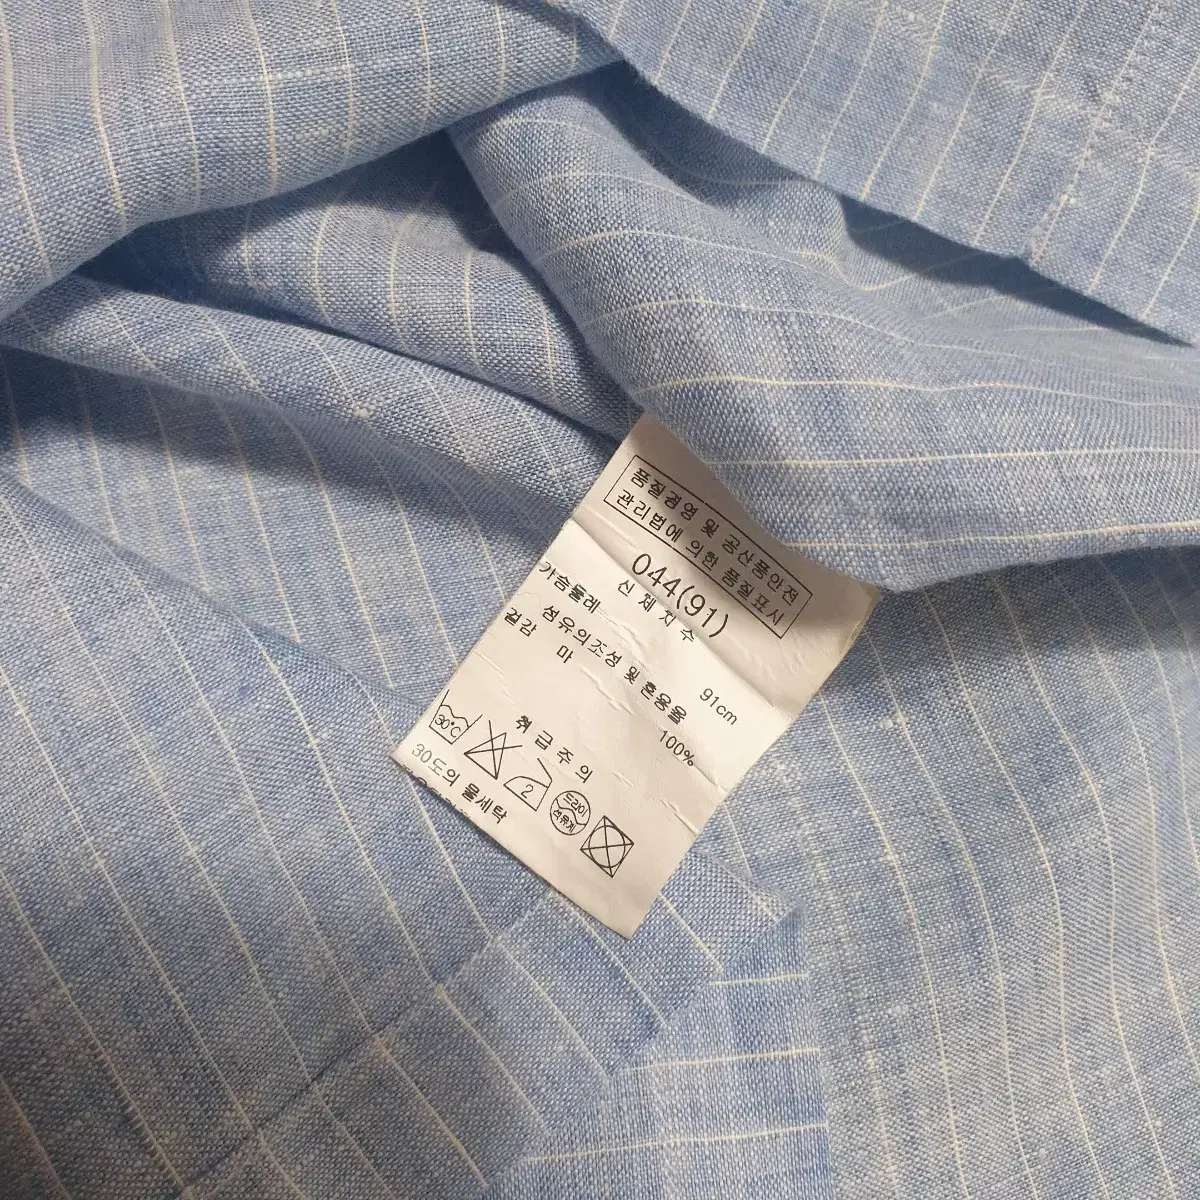 품질경영 및 공산품안전
관리법에 의한 품질표시
044(91)
신체치수
가슴둘레 91cm
섬유의조성 및 혼용율
겉감 마 100%
취급주의
30℃
2
드라이
석유계
30도의 물세탁